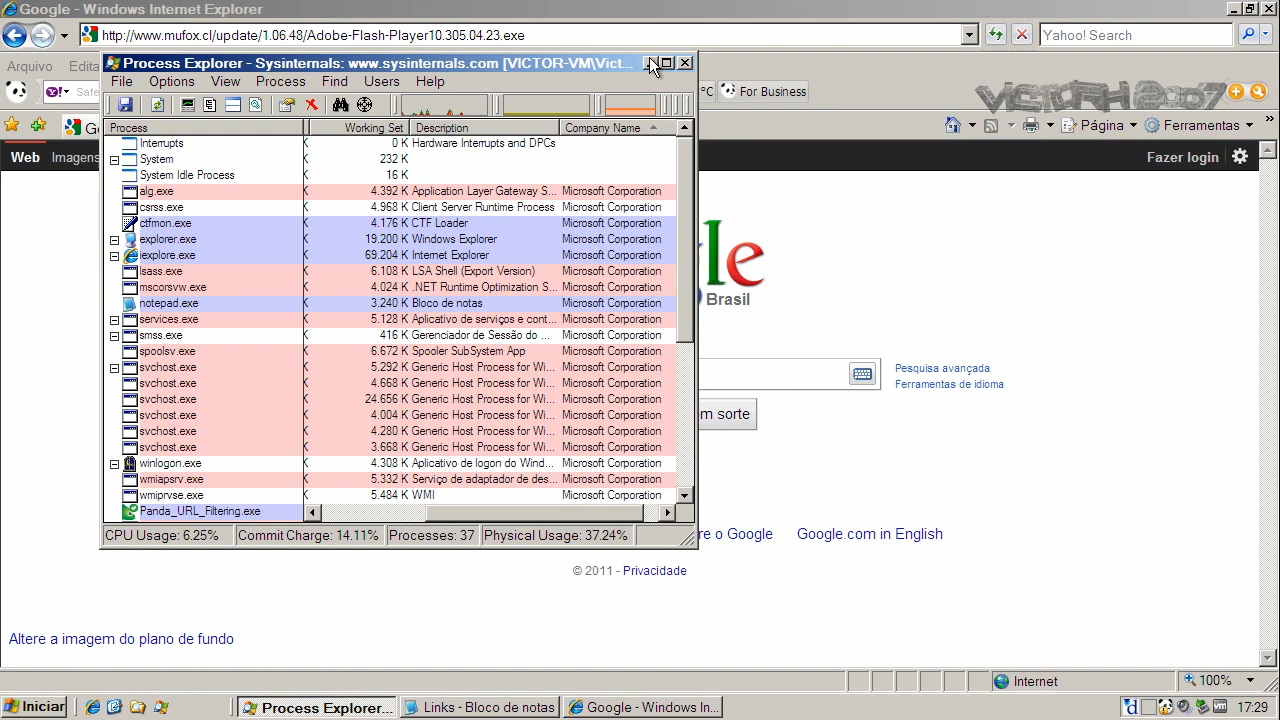 Google - Windows Internet Explorer
http://www.mufox.cl/update/1.06.48/Adobe-Flash-Player10.305.04.23.exe
Yahoo! Search
Arquivo Edita
Process Explorer - Sysinternals: www.sysinternals.com [VICTOR-VM\Vict...
File Options View Process Find Users Help
Y! Sea
°C For Business
VICTORH 2007
Página Ferramentas
Web Imagens
Fazer login
Process Working Set Description Company Name
Interrupts 0 K Hardware Interrupts and DPCs
System 232 K
System Idle Process 16 K
alg.exe 4.392 K Application Layer Gateway S... Microsoft Corporation
csrss.exe 4.968 K Client Server Runtime Process Microsoft Corporation
ctfmon.exe 4.176 K CTF Loader Microsoft Corporation
explorer.exe 19.200 K Windows Explorer Microsoft Corporation
iexplore.exe 69.204 K Internet Explorer Microsoft Corporation
lsass.exe 6.108 K LSA Shell (Export Version) Microsoft Corporation
mscorsvw.exe 4.024 K .NET Runtime Optimization S... Microsoft Corporation
notepad.exe 3.240 K Bloco de notas Microsoft Corporation
services.exe 5.128 K Aplicativo de serviços e cont... Microsoft Corporation
smss.exe 416 K Gerenciador de Sessão do ... Microsoft Corporation
spoolsv.exe 6.672 K Spooler SubSystem App Microsoft Corporation
svchost.exe 5.292 K Generic Host Process for Wi... Microsoft Corporation
svchost.exe 4.668 K Generic Host Process for Wi... Microsoft Corporation
svchost.exe 24.656 K Generic Host Process for Wi... Microsoft Corporation
svchost.exe 4.004 K Generic Host Process for Wi... Microsoft Corporation
svchost.exe 4.280 K Generic Host Process for Wi... Microsoft Corporation
svchost.exe 3.668 K Generic Host Process for Wi... Microsoft Corporation
winlogon.exe 4.308 K Aplicativo de logon do Wind... Microsoft Corporation
wmiapsrv.exe 5.332 K Serviço de adaptador de des... Microsoft Corporation
wmiprvse.exe 5.484 K WMI Microsoft Corporation
Panda_URL_Filtering.exe
CPU Usage: 6.25% Commit Charge: 14.11% Processes: 37 Physical Usage: 37.24%
gle
Brasil
Pesquisa avançada
Ferramentas de idioma
m sorte
re o Google Google.com in English
© 2011 - Privacidade
Altere a imagem do plano de fundo
Internet 100%
Iniciar Process Explorer... Links - Bloco de notas Google - Windows In... 17:29